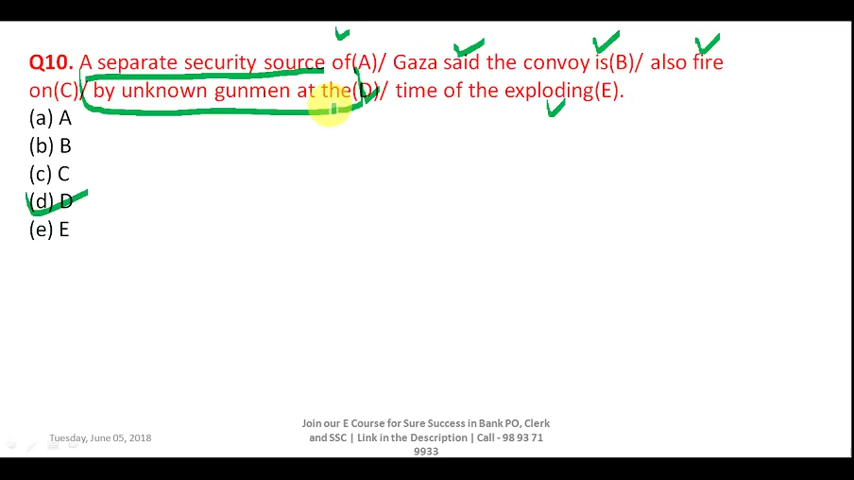 Q10. A separate security source of(A)/ Gaza said the convoy is(B)/ also fire
on(C)/ by unknown gunmen at the(D)/ time of the exploding(E).
(a) A
(b) B
(c) C
(d) D
(e) E
Join our E Course for Sure Success in Bank PO, Clerk
Tuesday, June 05, 2018
and SSC | Link in the Description | Call - 98 93 71
9933